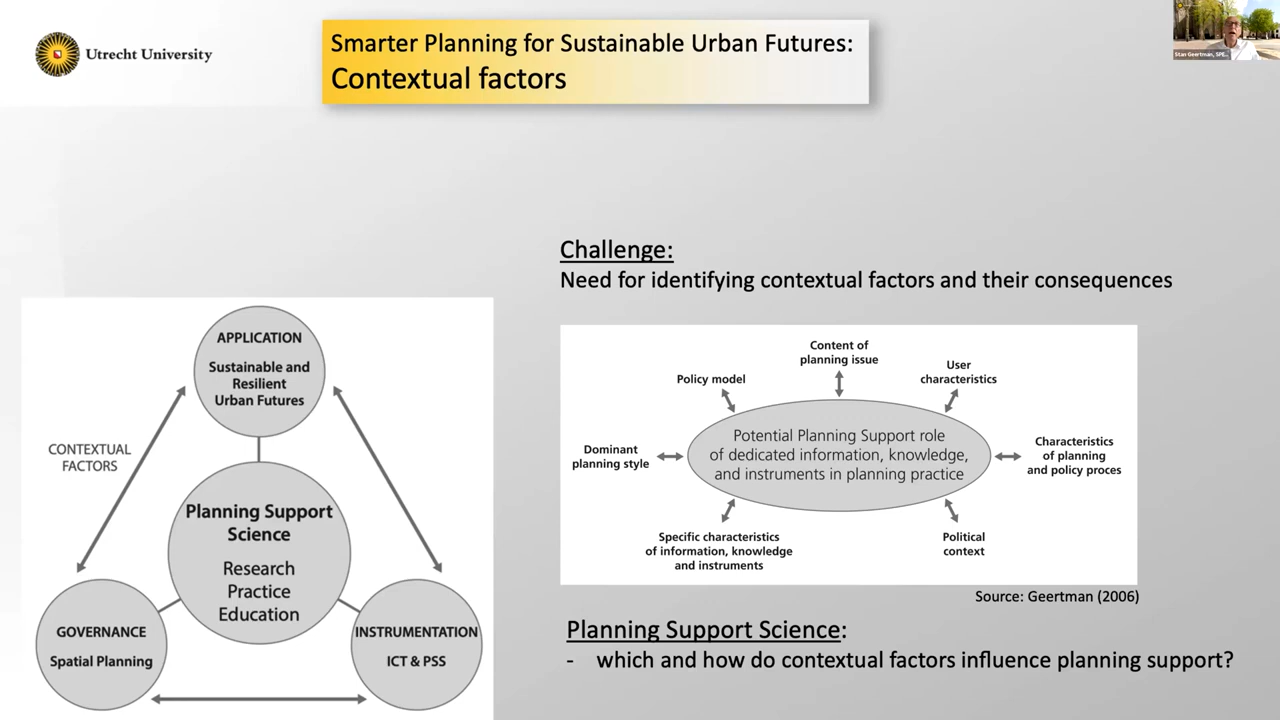 Utrecht University
Smarter Planning for Sustainable Urban Futures:
Contextual factors
Stan Geertman, SPE...
Challenge:
Need for identifying contextual factors and their consequences
APPLICATION
Sustainable and
Resilient
Urban Futures
CONTEXTUAL
FACTORS
Planning Support
Science
Research
Practice
Education
GOVERNANCE
Spatial Planning
INSTRUMENTATION
ICT & PSS
Content of
planning issue
Policy model
User
characteristics
Dominant
planning style
Potential Planning Support role
of dedicated information, knowledge,
and instruments in planning practice
Characteristics
of planning
and policy proces
Specific characteristics
of information, knowledge
and instruments
Political
context
Source: Geertman (2006)
Planning Support Science:
- which and how do contextual factors influence planning support?